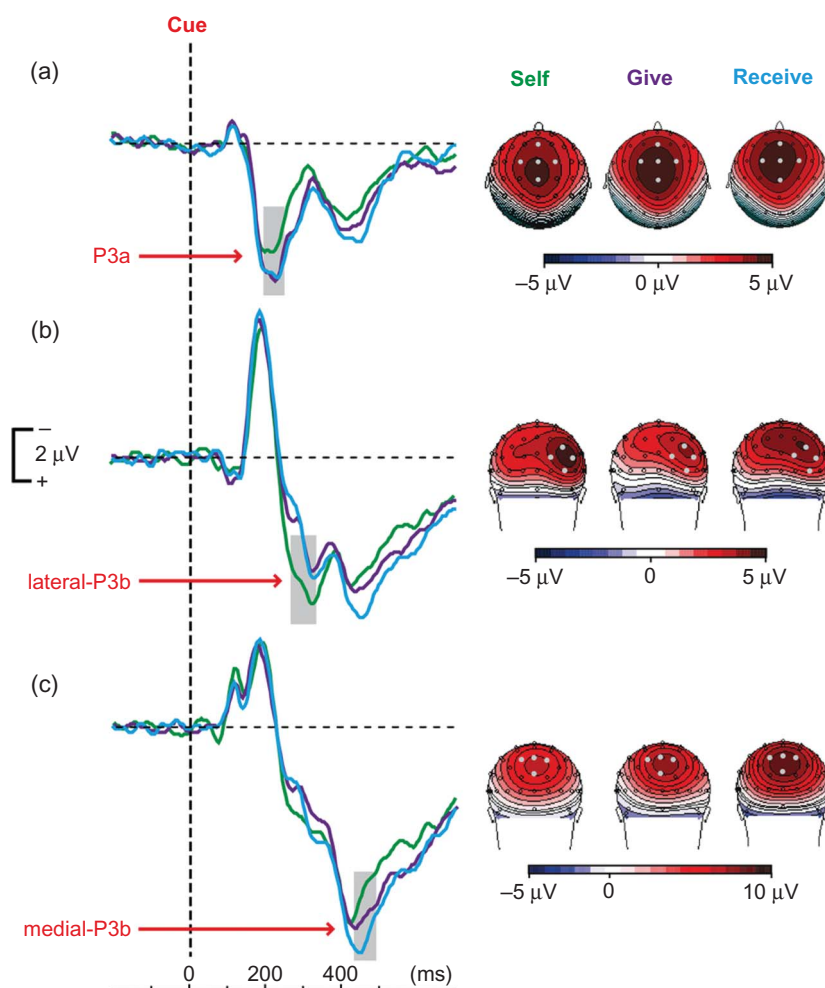 Cue
(a)
Self Give Receive
P3a
–5 µV 0 µV 5 µV
(b)
–
2 µV
+
lateral-P3b
–5 µV 0 5 µV
(c)
–5 µV 0 10 µV
medial-P3b
0 200 400 (ms)